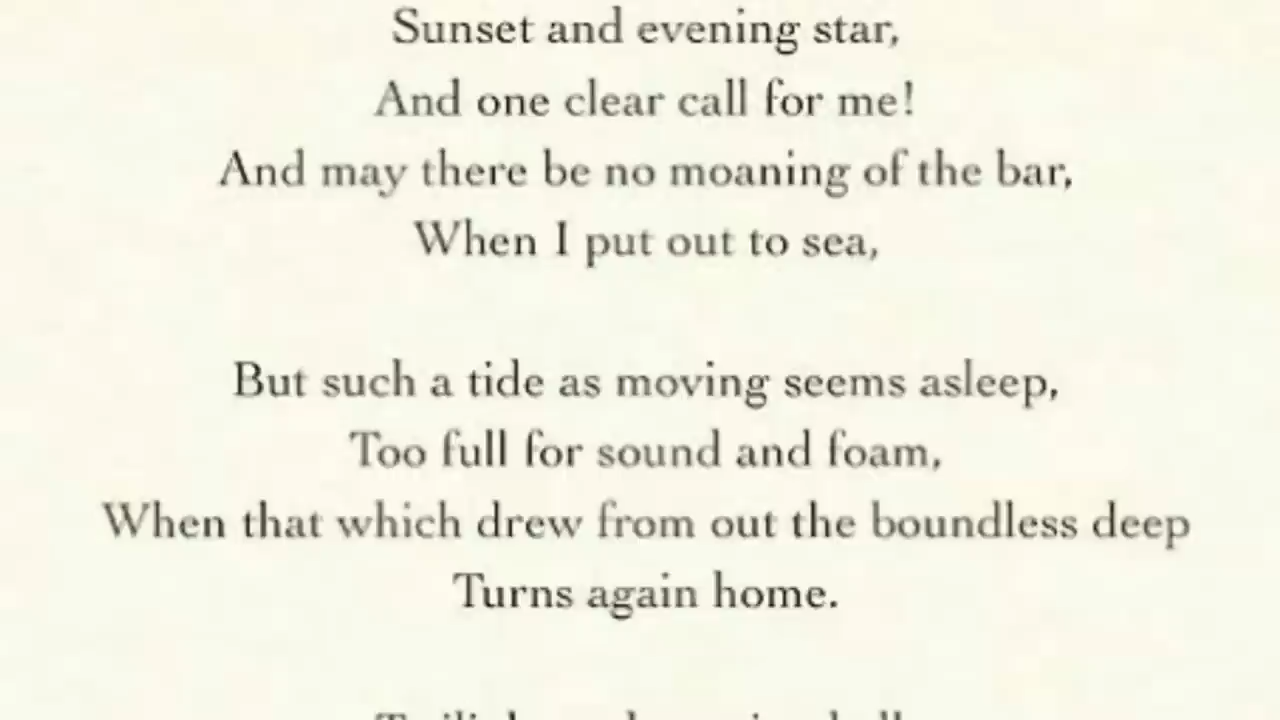 Sunset and evening star,
And one clear call for me!
And may there be no moaning of the bar,
When I put out to sea,
But such a tide as moving seems asleep,
Too full for sound and foam,
When that which drew from out the boundless deep
Turns again home.